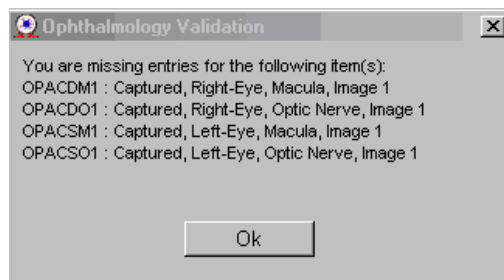 Ophthalmology Validation
You are missing entries for the following item(s):
OPACDM1 : Captured, Right-Eye, Macula, Image 1
OPACDO1 : Captured, Right-Eye, Optic Nerve, Image 1
OPACSM1 : Captured, Left-Eye, Macula, Image 1
OPACSO1 : Captured, Left-Eye, Optic Nerve, Image 1
Ok